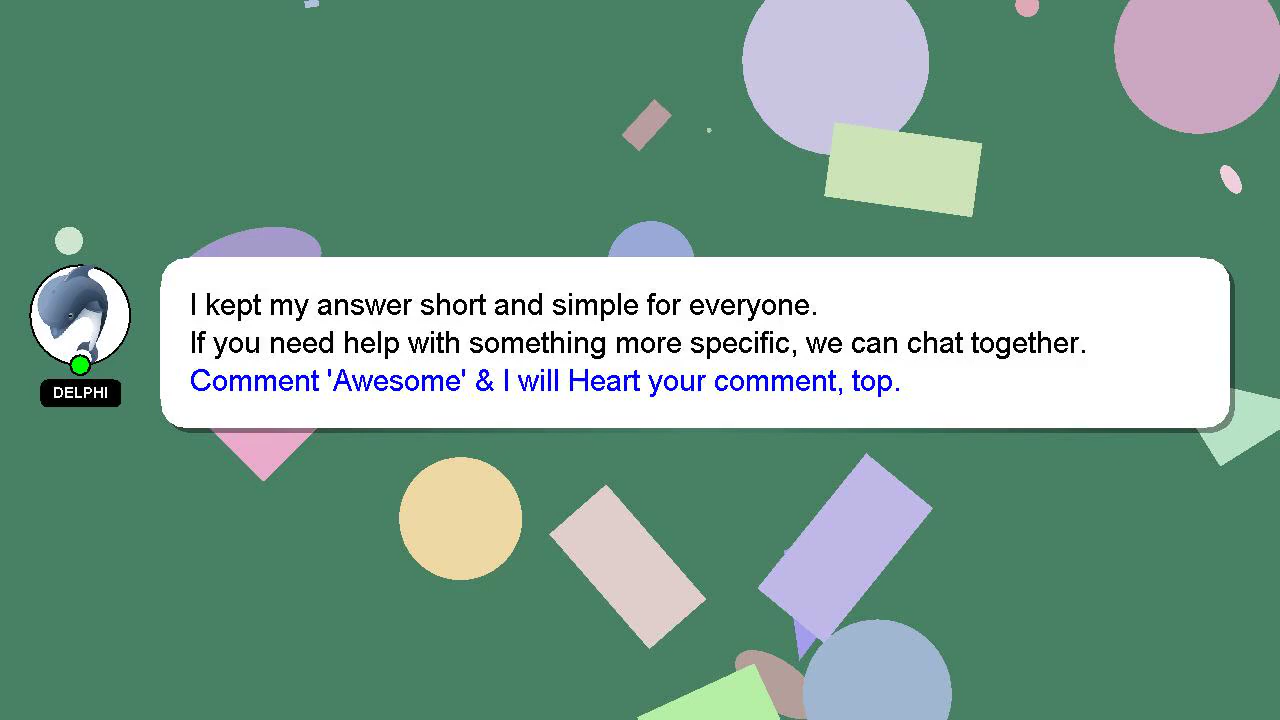 I kept my answer short and simple for everyone.
If you need help with something more specific, we can chat together.
Comment 'Awesome' & I will Heart your comment, top.
DELPHI